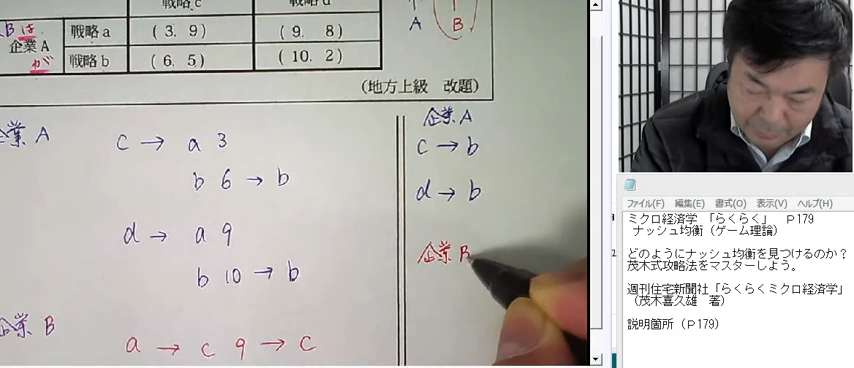 戦略c 戦略d
Bは
企業A
が
戦略a (3. 9) (9. 8)
戦略b (6. 5) (10. 2)
A B
(地方上級 改題)
企業A
c → a 3
b 6 → b
d → a 9
b 10 → b
企業B
a → c 9 → c
企業A
c → b
d → b
企業B
ファイル(F) 編集(E) 書式(O) 表示(V) ヘルプ(H)
ミクロ経済学 「らくらく」 P179
ナッシュ均衡(ゲーム理論)
どのようにナッシュ均衡を見つけるのか?
茂木式攻略法をマスターしよう。
週刊住宅新聞社「らくらくミクロ経済学」
(茂木喜久雄 著)
説明箇所(P179)